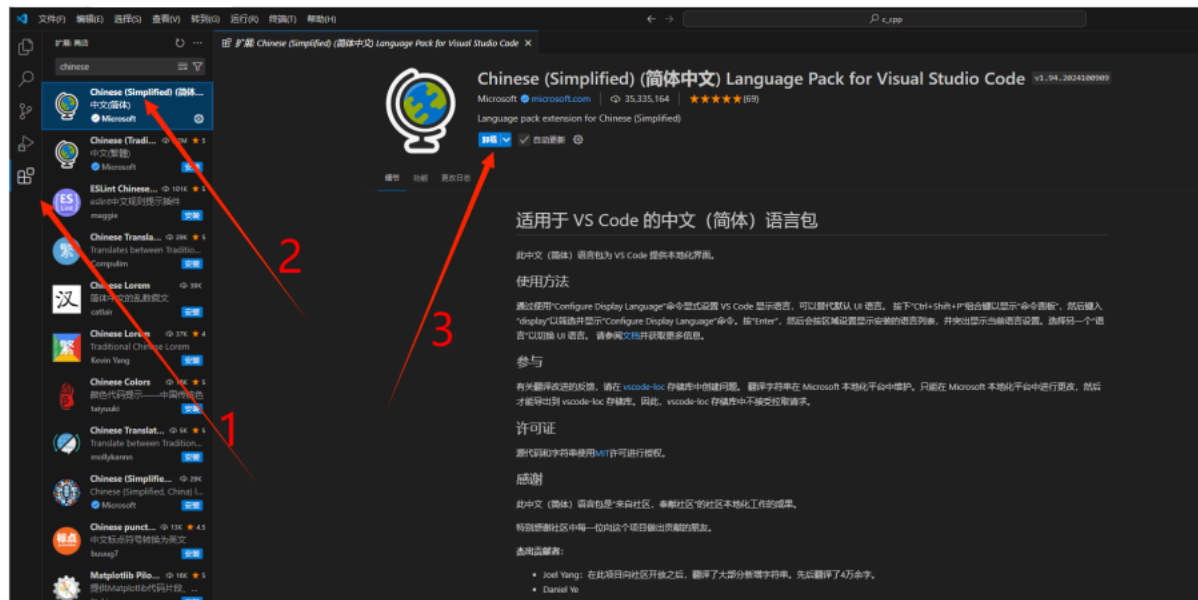 文件(F) 编辑(E) 选择(S) 查看(V) 转到(G) 运行(R) 终端(T) 帮助(H)
c_cpp
扩展: 商店
chinese
Chinese (Simplified) (简体...
中文(简体)
Microsoft
Chinese (Tradi... 5
中文(繁體)
Microsoft 安装
ESLint Chinese... 101K 5
eslint中文规则提示插件
maggie 安装
Chinese Transla... 29K 5
Translates between Traditio...
Compulim 安装
Chinese Lorem 39K
简体中文的乱数假文
catlair 安装
Chinese Lorem 37K 4
Traditional Chinese Lorem
Kevin Yang 安装
Chinese Colors 5
颜色代码提示——中国传统色
taiyuuki 安装
Chinese Translat... 6K 5
Translate between Tradition...
mollykannn 安装
Chinese (Simplifie... 29K
Chinese (Simplified, China) l...
Microsoft 安装
Chinese punct... 13K 4.5
中文标点符号转换为英文
buuug7 安装
Matplotlib Pilo... 16K 5
提供Matplotlib代码片段, ...
ES
Lint
繁
汉
繁
标点
扩展: Chinese (Simplified) (简体中文) Language Pack for Visual Studio Code
Chinese (Simplified) (简体中文) Language Pack for Visual Studio Code v1.94.2024100909
Microsoft microsoft.com 35,335,164 (69)
Language pack extension for Chinese (Simplified)
卸载 自动更新
细节 功能 更改日志
适用于 VS Code 的中文（简体）语言包
此中文（简体）语言包为 VS Code 提供本地化界面。
使用方法
通过使用“Configure Display Language”命令显式设置 VS Code 显示语言，可以替代默认 UI 语言。 按下“Ctrl+Shift+P”组合键以显示“命令面板”，然后键入
“display”以筛选并显示“Configure Display Language”命令。按“Enter”，然后会按区域设置显示安装的语言列表，并突出显示当前语言设置。选择另一个“语
言”以切换 UI 语言。 请参阅文档并获取更多信息。
参与
有关翻译改进的反馈，请在 vscode-loc 存储库中创建问题。 翻译字符串在 Microsoft 本地化平台中维护。只能在 Microsoft 本地化平台中进行更改，然后
才能导出到 vscode-loc 存储库。因此，vscode-loc 存储库中不接受拉取请求。
许可证
源代码和字符串使用MIT许可进行授权。
感谢
此中文（简体）语言包是“来自社区，奉献社区”的社区本地化工作的成果。
特别感谢社区中每一位向这个项目做出贡献的朋友。
杰出贡献者：
• Joel Yang：在此项目向社区开放之后，翻译了大部分新增字符串。先后翻译了4万余字。
• Daniel Ye
1
2
3